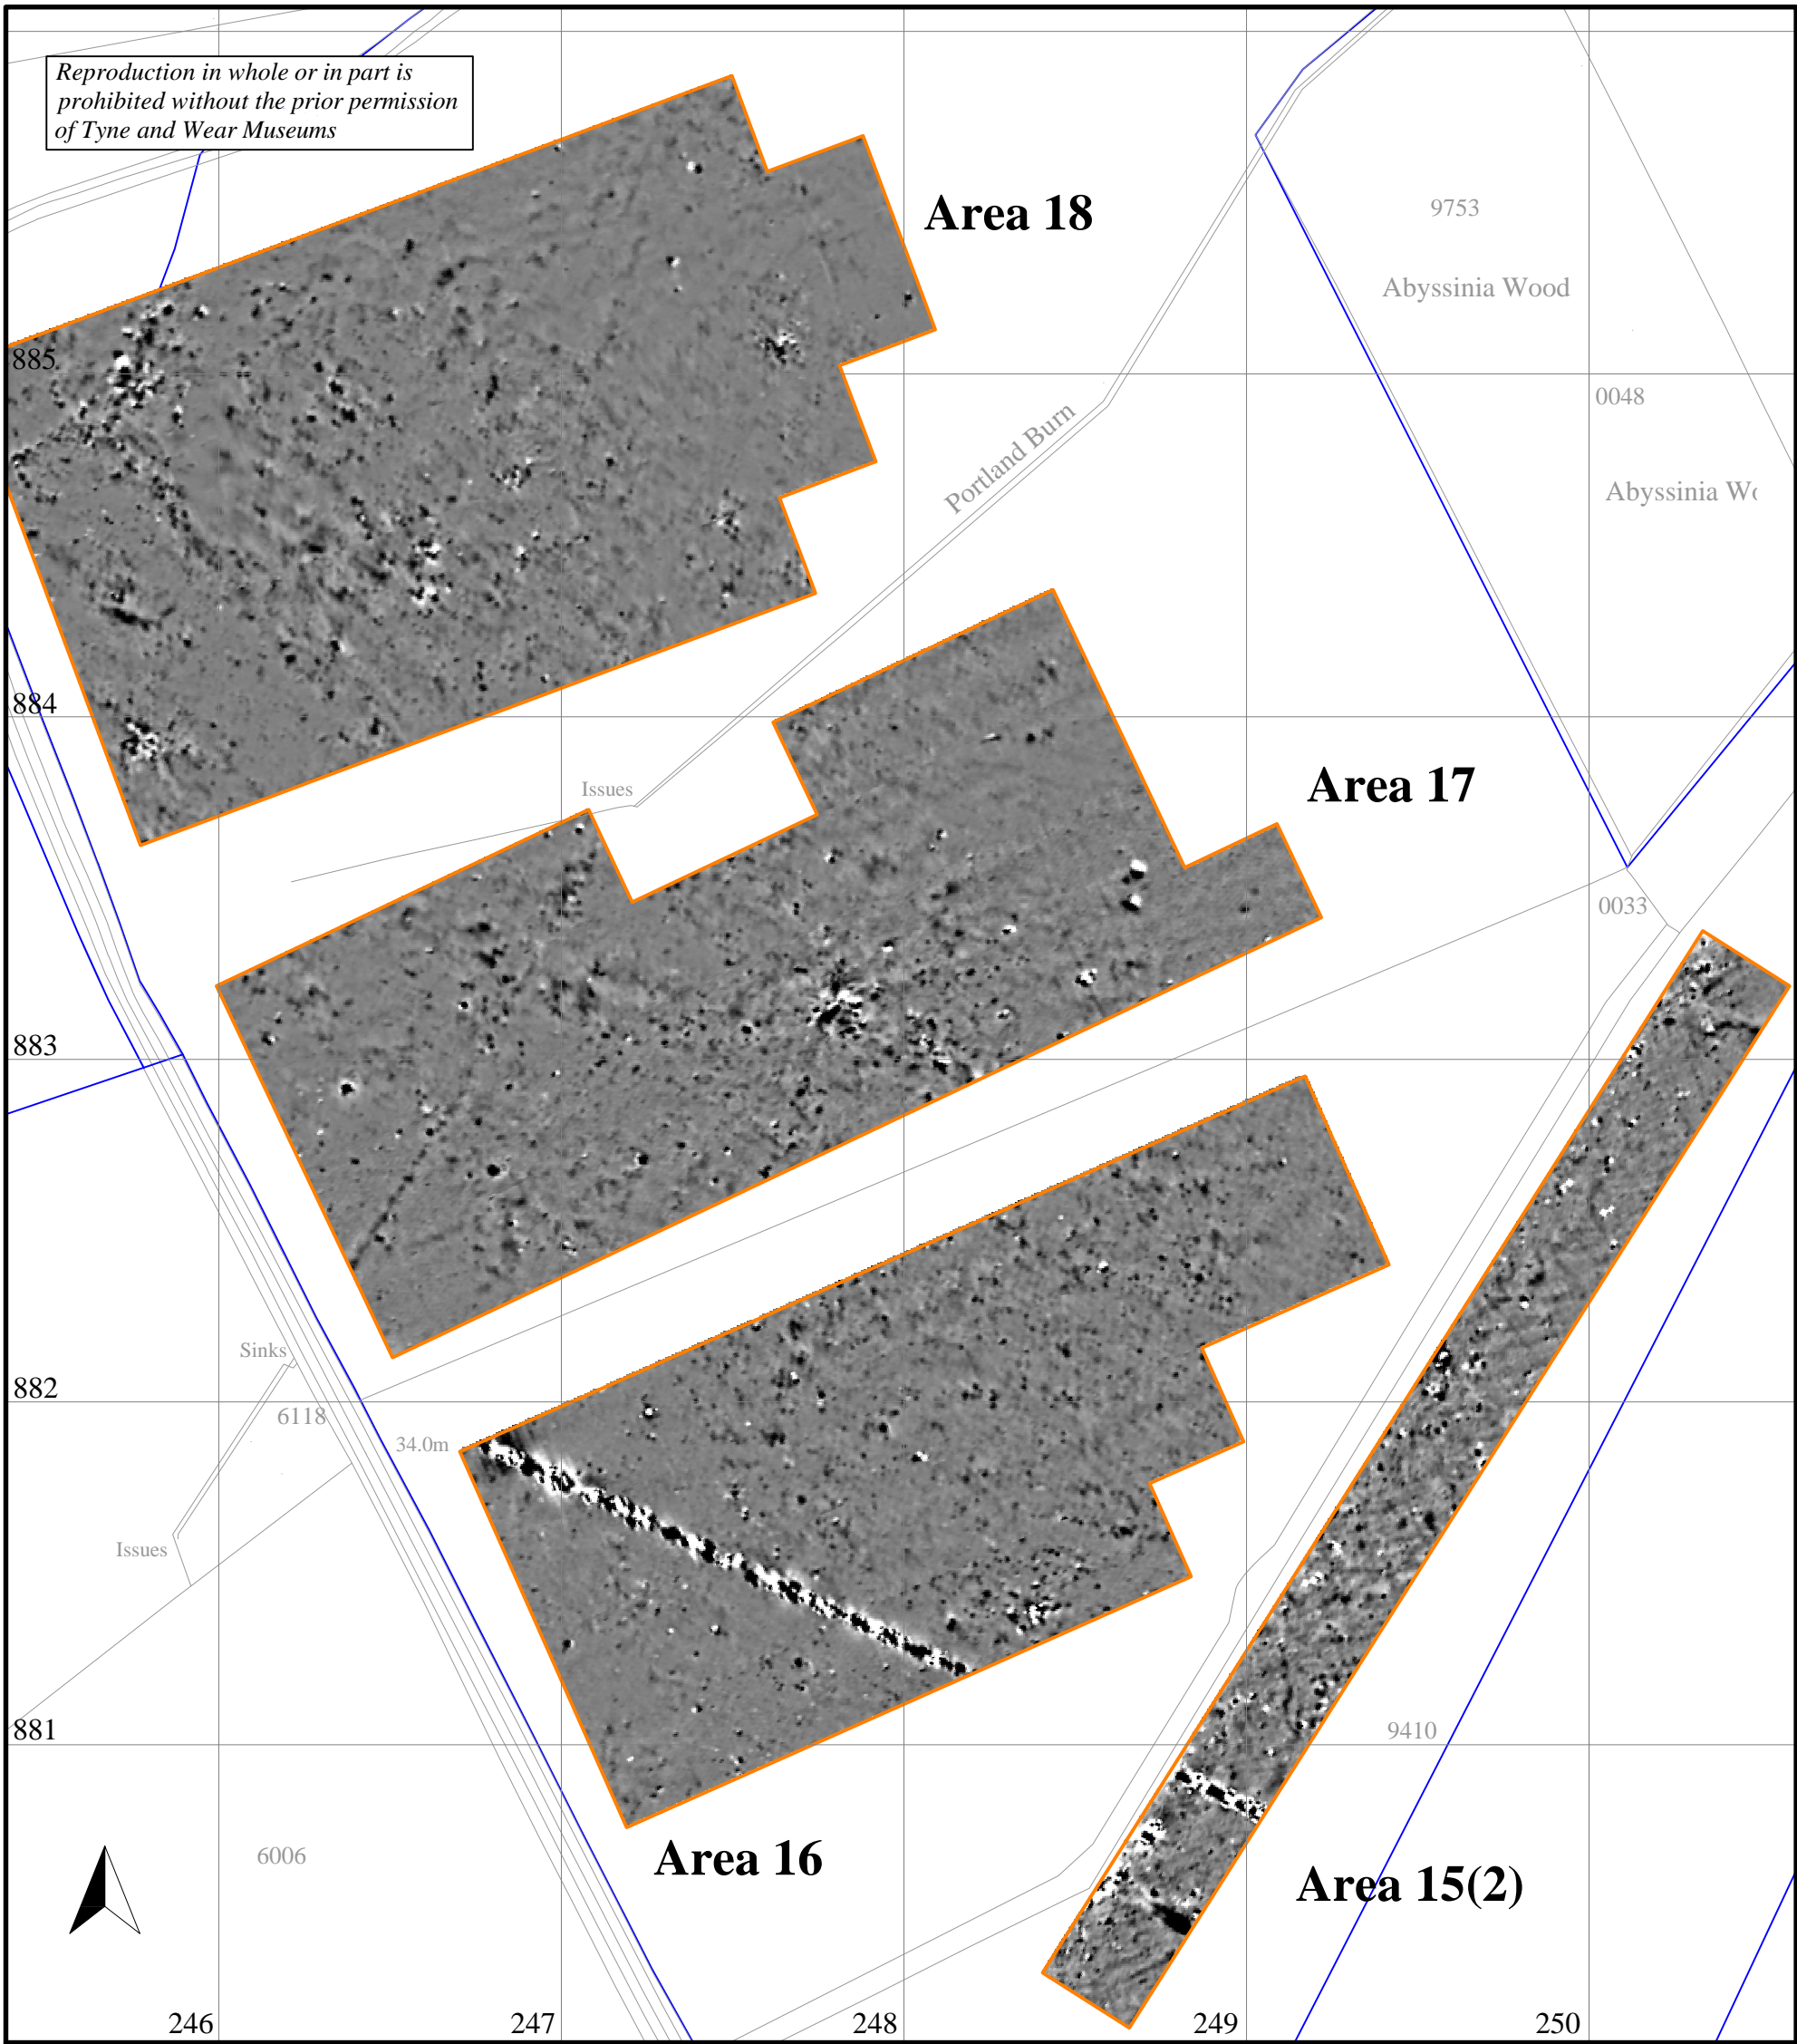 Reproduction in whole or in part is
prohibited without the prior permission
of Tyne and Wear Museums
Area 18
9753
Abyssinia Wood
885
0048
Portland Burn
Abyssinia Wo
884
Issues
Area 17
0033
883
Sinks
882
6118
34.0m
Issues
881
9410
Area 16
6006
Area 15(2)
246
247
248
249
250